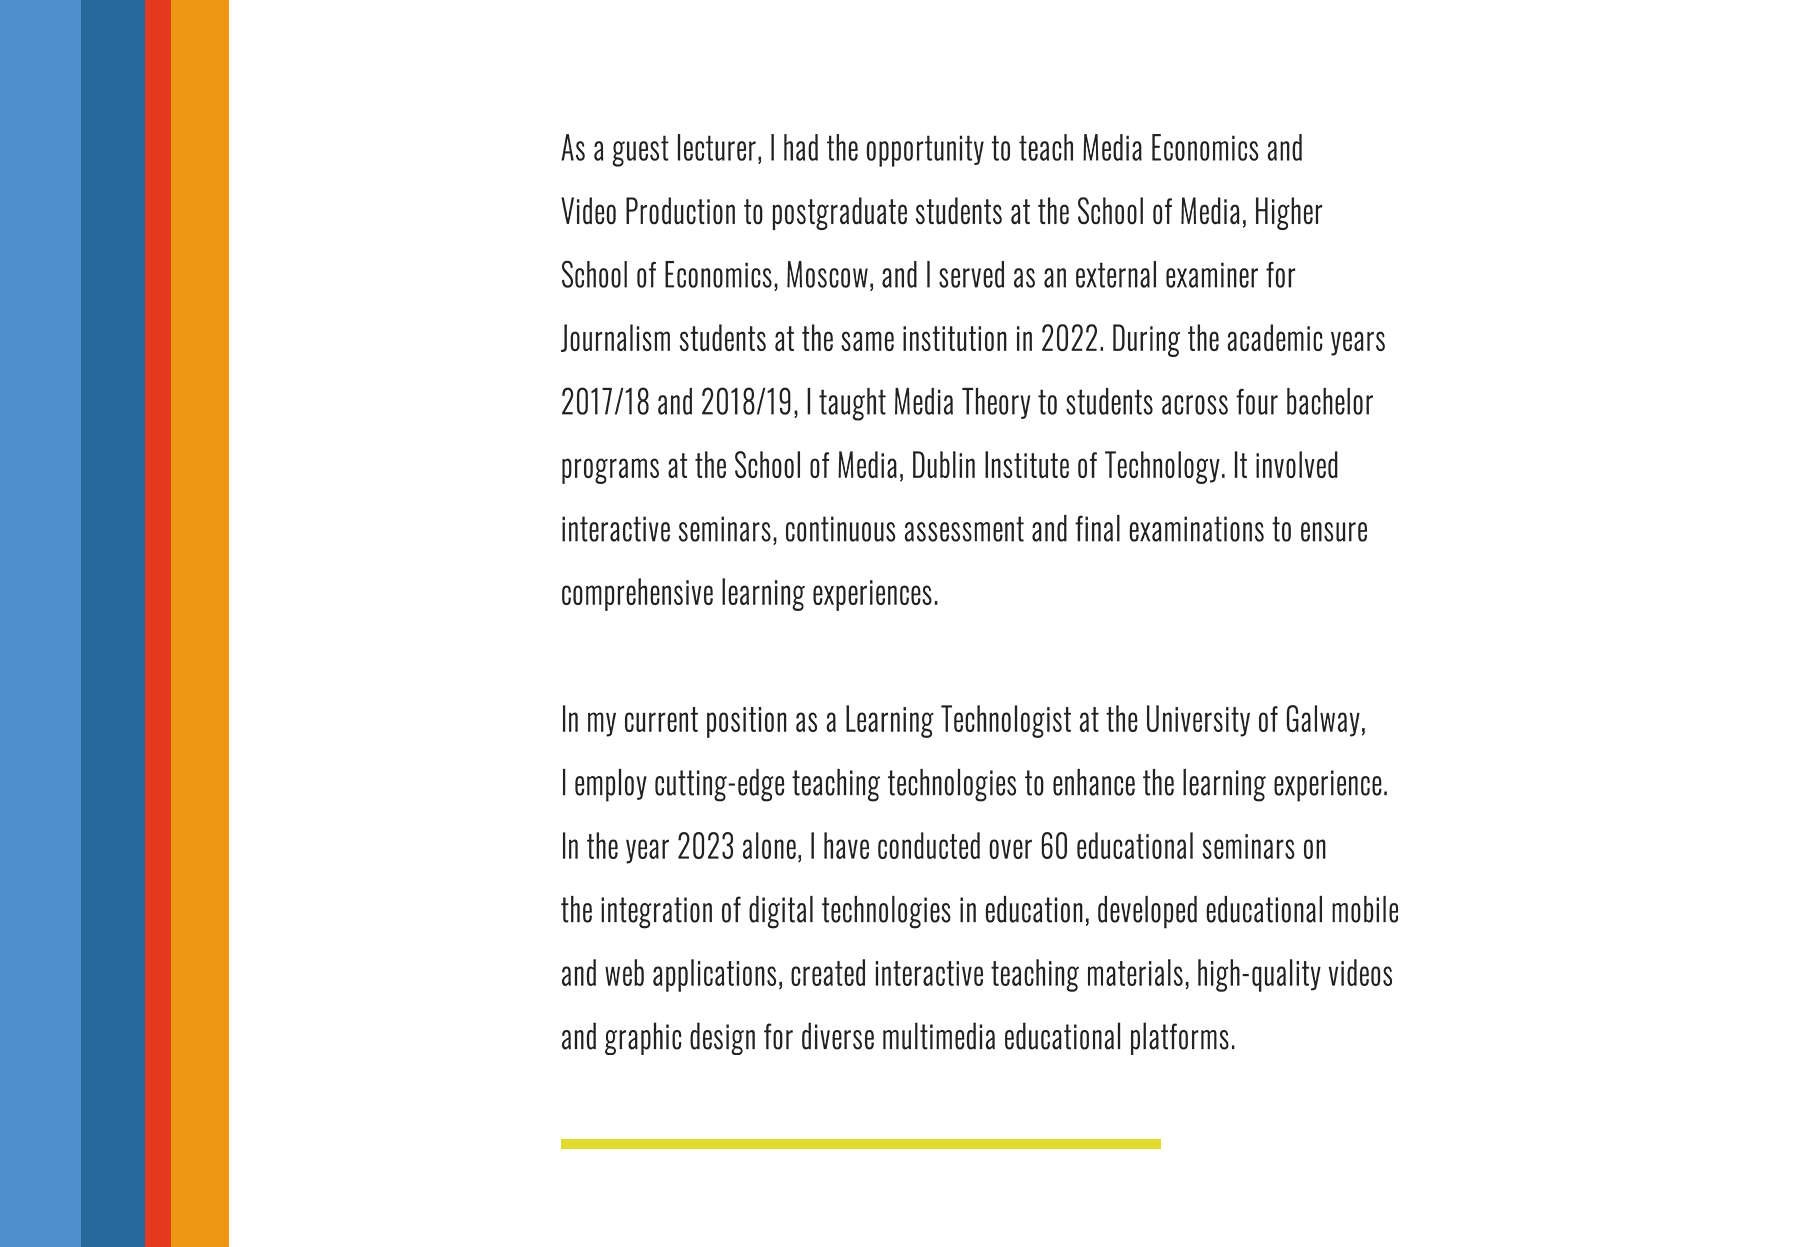 As a guest lecturer, I had the opportunity to teach Media Economics and
Video Production to postgraduate students at the School of Media, Higher
School of Economics, Moscow, and I served as an external examiner for
Journalism students at the same institution in 2022. During the academic years
2017/18 and 2018/19, I taught Media Theory to students across four bachelor
programs at the School of Media, Dublin Institute of Technology. It involved
interactive seminars, continuous assessment and final examinations to ensure
comprehensive learning experiences.
In my current position as a Learning Technologist at the University of Galway,
I employ cutting-edge teaching technologies to enhance the learning experience.
In the year 2023 alone, I have conducted over 60 educational seminars on
the integration of digital technologies in education, developed educational mobile
and web applications, created interactive teaching materials, high-quality videos
and graphic design for diverse multimedia educational platforms.